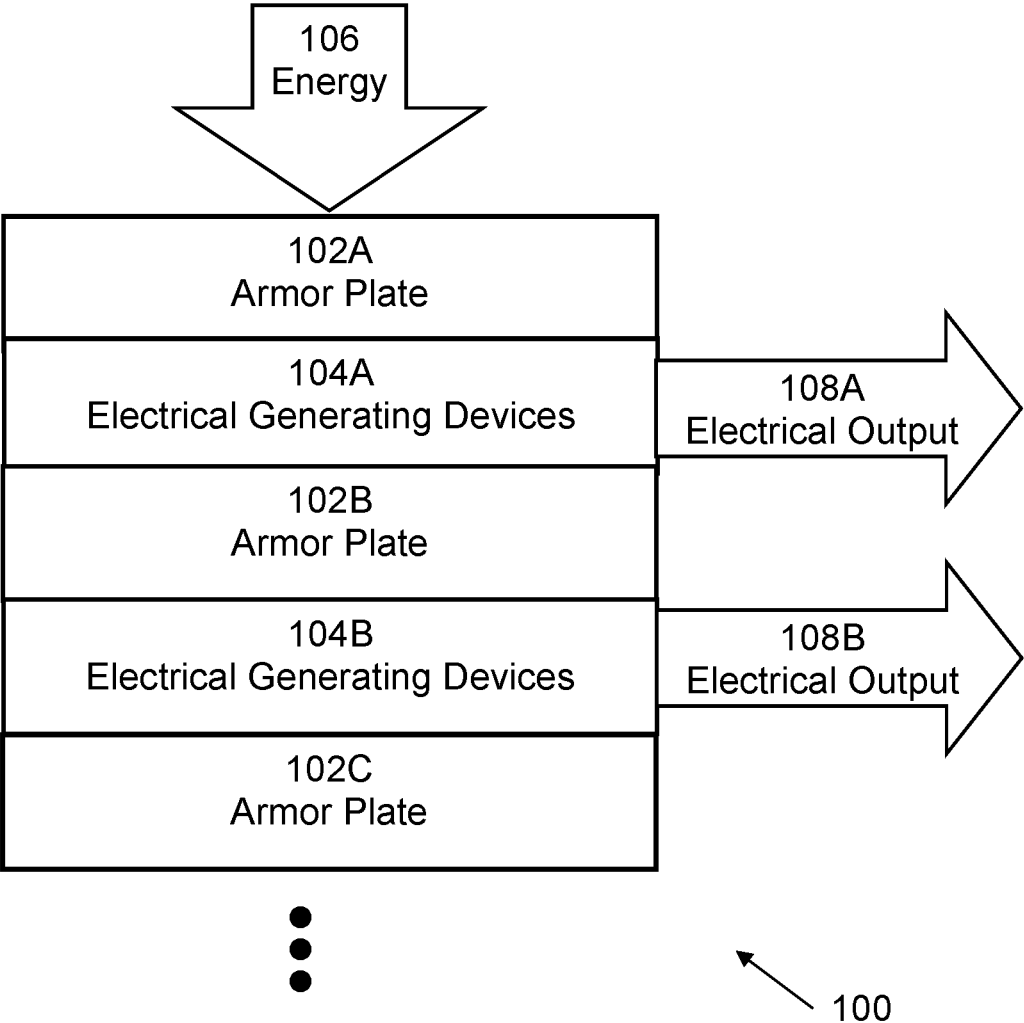 106
Energy
102A
Armor Plate
104A
Electrical Generating Devices
108A
Electrical Output
102B
Armor Plate
104B
Electrical Generating Devices
108B
Electrical Output
102C
Armor Plate
100